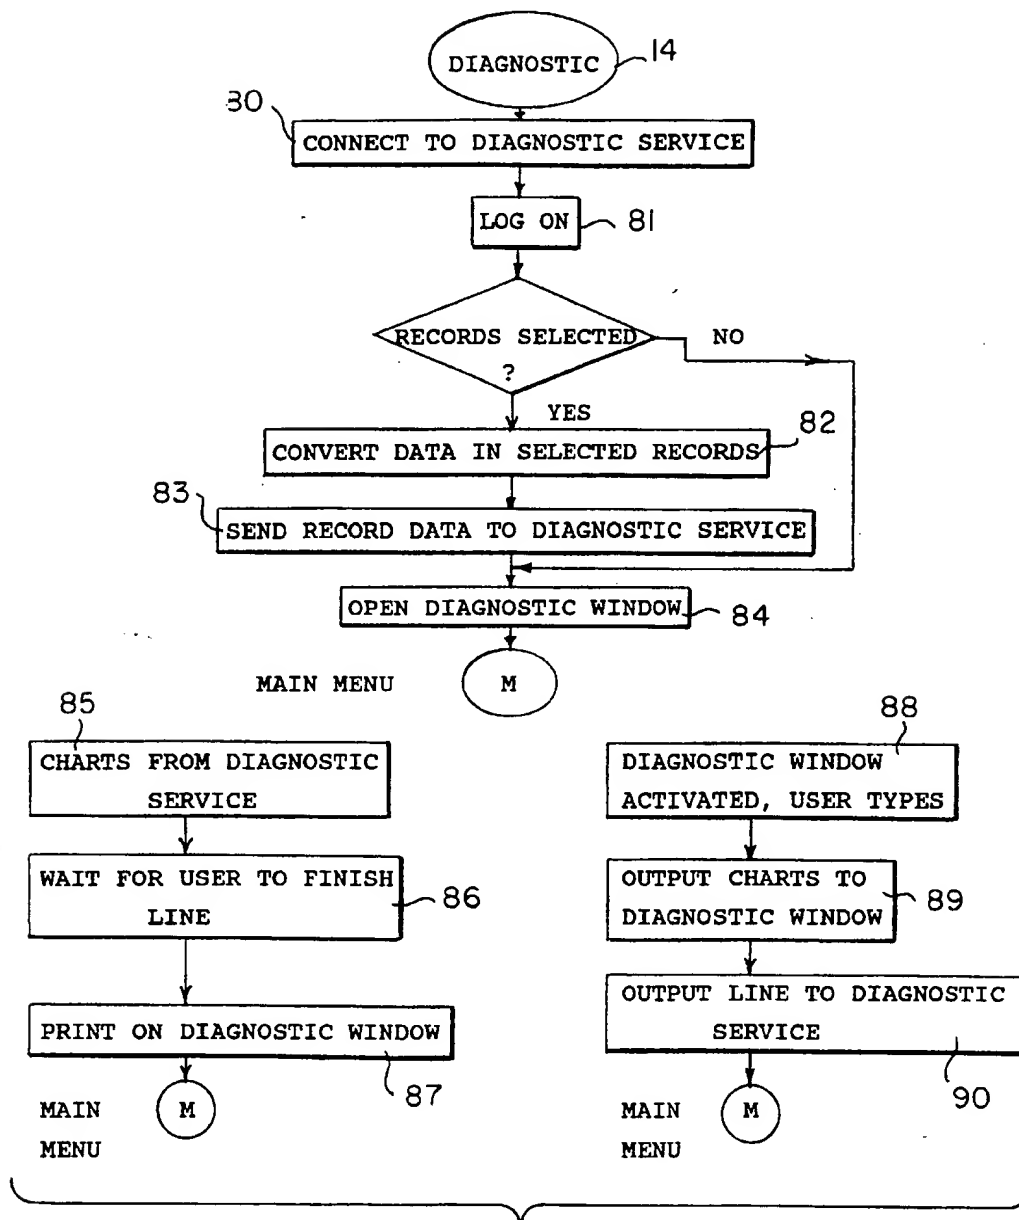 DIAGNOSTIC
14
80
CONNECT TO DIAGNOSTIC SERVICE
LOG ON
81
RECORDS SELECTED
?
NO
YES
82
CONVERT DATA IN SELECTED RECORDS
83
SEND RECORD DATA TO DIAGNOSTIC SERVICE
OPEN DIAGNOSTIC WINDOW
84
MAIN MENU
M
85
CHARTS FROM DIAGNOSTIC
SERVICE
WAIT FOR USER TO FINISH
LINE
86
PRINT ON DIAGNOSTIC WINDOW
87
MAIN
MENU
M
88
DIAGNOSTIC WINDOW
ACTIVATED, USER TYPES
OUTPUT CHARTS TO
DIAGNOSTIC WINDOW
89
OUTPUT LINE TO DIAGNOSTIC
SERVICE
90
MAIN
MENU
M